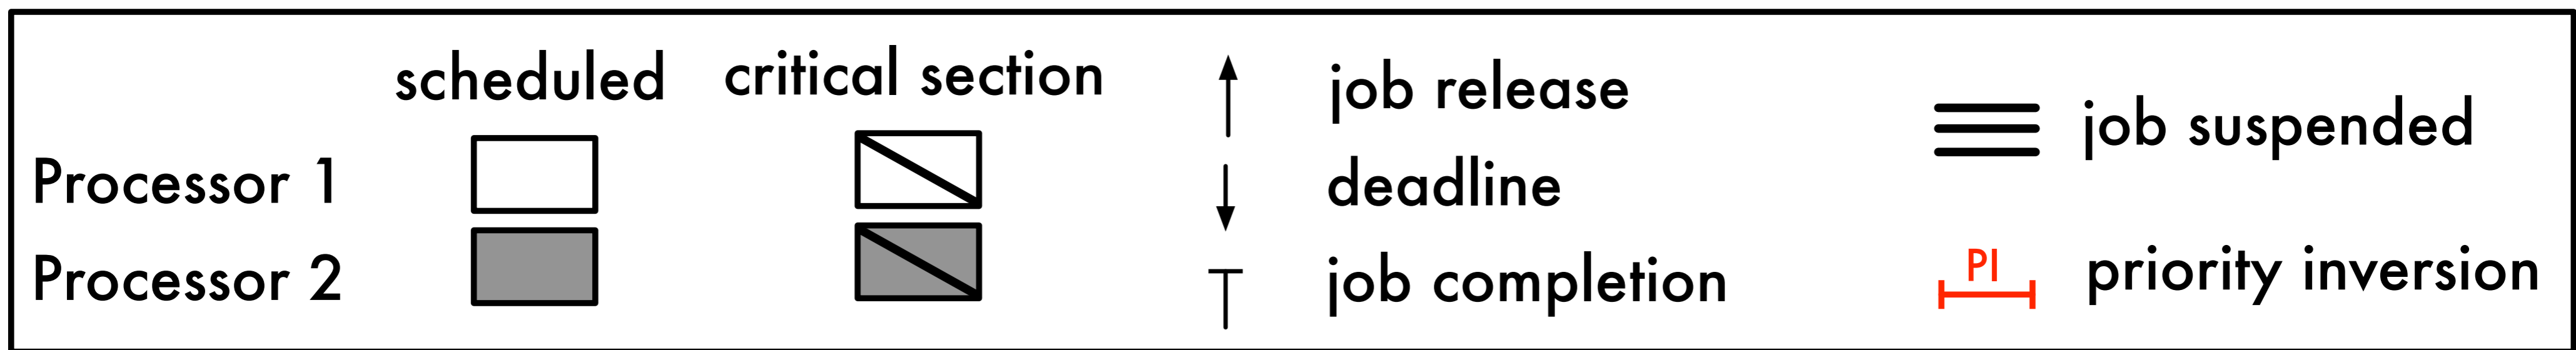 scheduled
critical section
Processor 1
Processor 2
job release
deadline
job completion
job suspended
PI
priority inversion